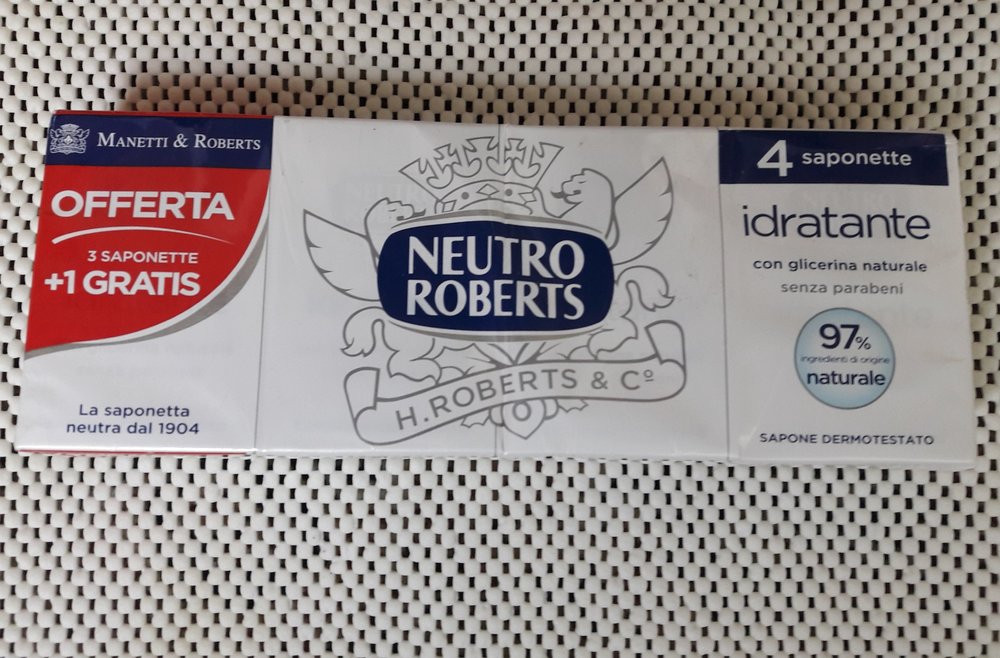 MANETTI & ROBERTS
OFFERTA
3 SAPONETTE
+1 GRATIS
La saponetta
neutra dal 1904
NEUTRO
ROBERTS
H. ROBERTS & Cº
4 saponette
idratante
con glicerina naturale
senza parabeni
97%
ingredienti di origine
naturale
SAPONE DERMOTESTATO